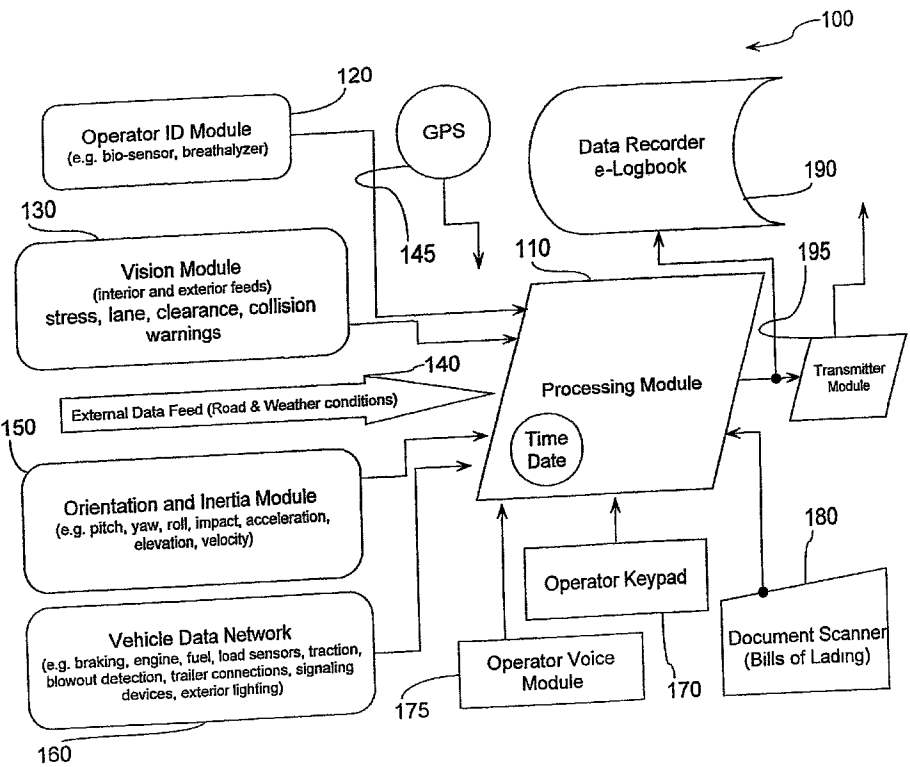 100
120
Operator ID Module
(e.g. bio-sensor, breathalyzer)
GPS
145
Data Recorder
e-Logbook
190
130
Vision Module
(interior and exterior feeds)
stress, lane, clearance, collision
warnings
110
195
140
External Data Feed (Road & Weather conditions)
Processing Module
Time
Date
Transmitter
Module
150
Orientation and Inertia Module
(e.g. pitch, yaw, roll, impact, acceleration,
elevation, velocity)
180
Operator Keypad
170
Document Scanner
(Bills of Lading)
Vehicle Data Network
(e.g. braking, engine, fuel, load sensors, traction,
blowout detection, trailer connections, signaling
devices, exterior lighting)
160
Operator Voice
Module
175